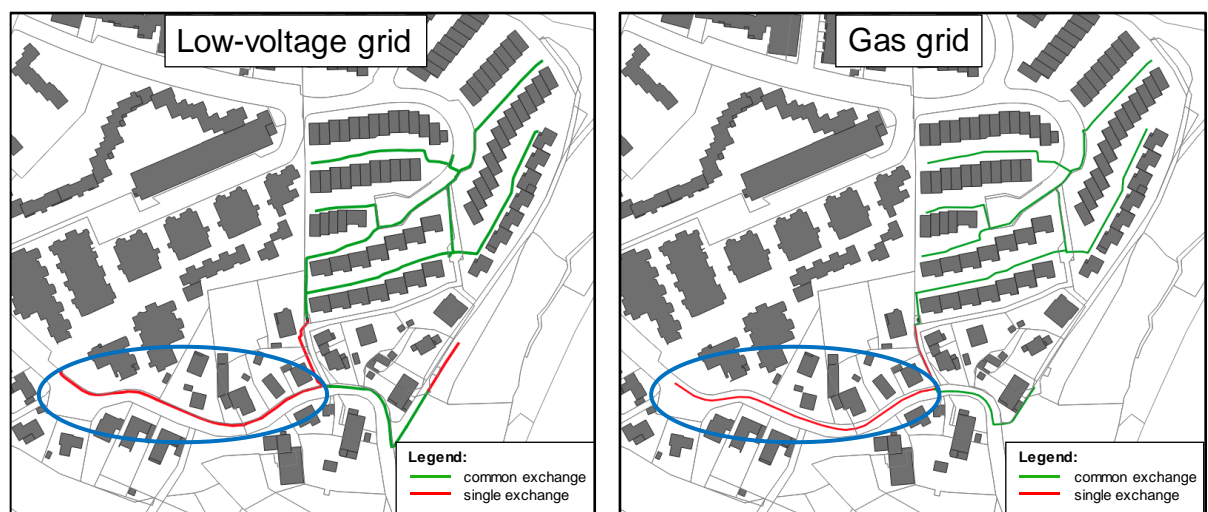 Low-voltage grid
Legend:
common exchange
single exchange
Gas grid
Legend:
common exchange
single exchange